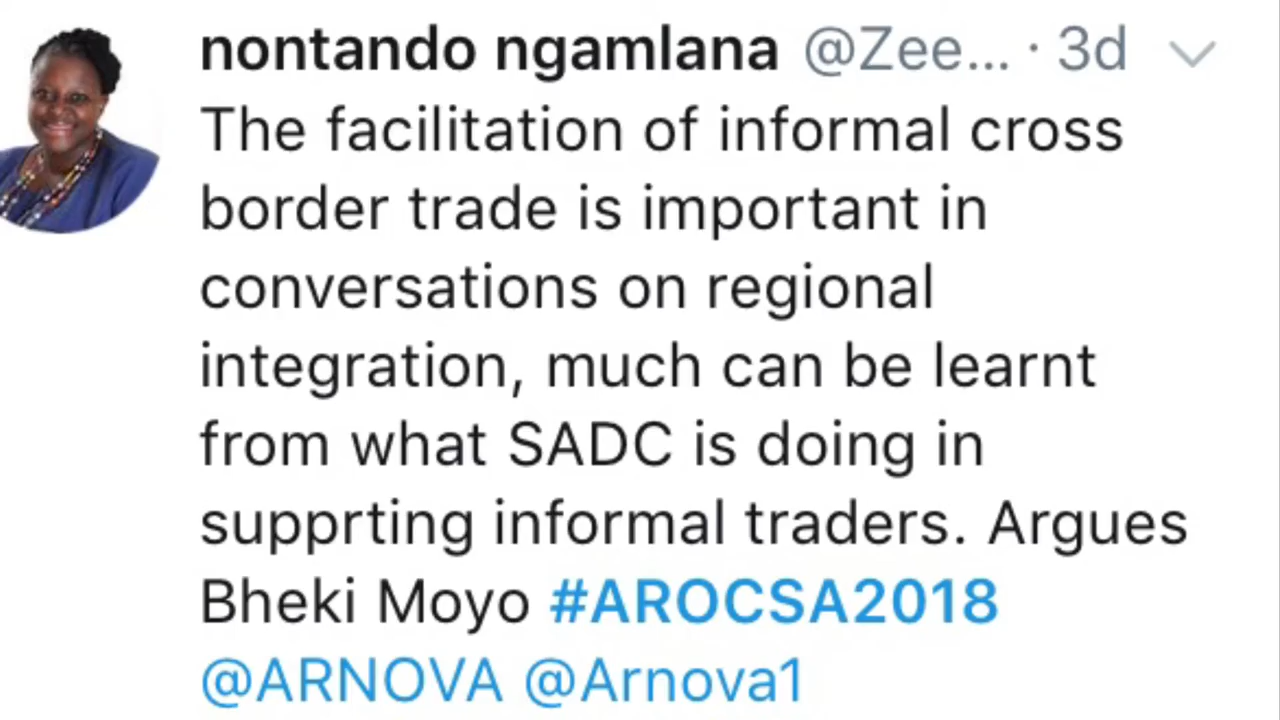 nontando ngamlana @Zee... · 3d
The facilitation of informal cross
border trade is important in
conversations on regional
integration, much can be learnt
from what SADC is doing in
supprting informal traders. Argues
Bheki Moyo #AROCSA2018
@ARNOVA @Arnova1